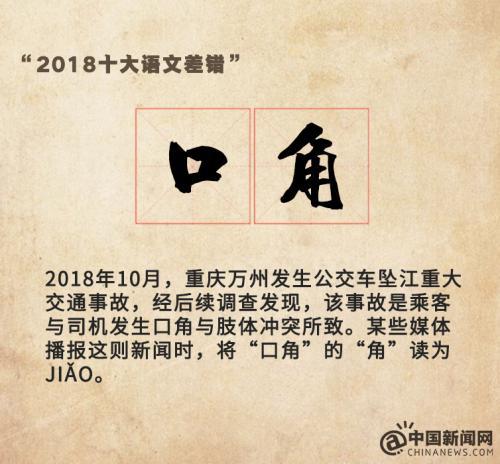 “2018十大语文差错”
口角
2018年10月，重庆万州发生公交车坠江重大
交通事故，经后续调查发现，该事故是乘客
与司机发生口角与肢体冲突所致。某些媒体
播报这则新闻时，将“口角”的“角”读为
JIǍO。
@中国新闻网
CHINANEWS.COM